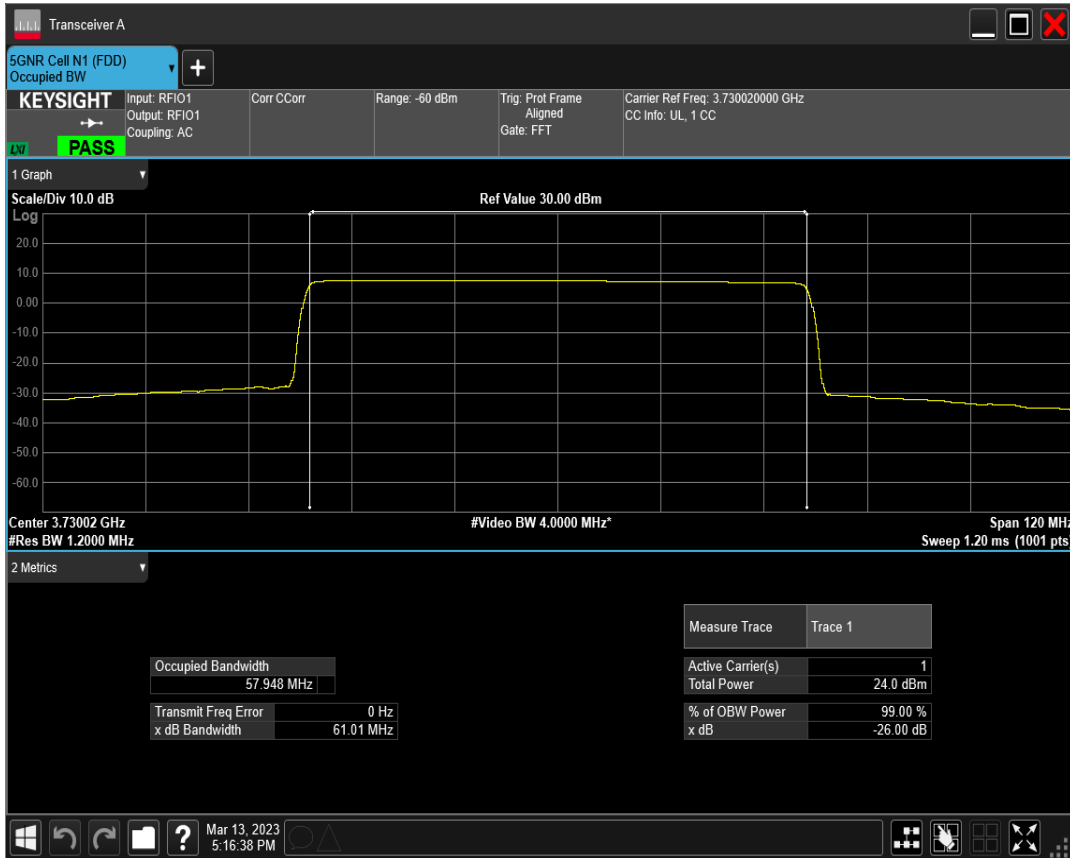 Transceiver A
5GNR Cell N1 (FDD)
Occupied BW
+
KEYSIGHT
LXI
PASS
Input: RFIO1
Output: RFIO1
Coupling: AC
Corr CCorr
Range: -60 dBm
Trig: Prot Frame
Aligned
Gate: FFT
Carrier Ref Freq: 3.730020000 GHz
CC Info: UL, 1 CC
1 Graph
Scale/Div 10.0 dB
Ref Value 30.00 dBm
Log
20.0
10.0
0.00
-10.0
-20.0
-30.0
-40.0
-50.0
-60.0
Center 3.73002 GHz
#Video BW 4.0000 MHz*
Span 120 MHz
#Res BW 1.2000 MHz
Sweep 1.20 ms (1001 pts)
2 Metrics
Measure Trace Trace 1
Occupied Bandwidth
57.948 MHz
Transmit Freq Error 0 Hz
x dB Bandwidth 61.01 MHz
Active Carrier(s) 1
Total Power 24.0 dBm
% of OBW Power 99.00 %
x dB -26.00 dB
?
Mar 13, 2023
5:16:38 PM